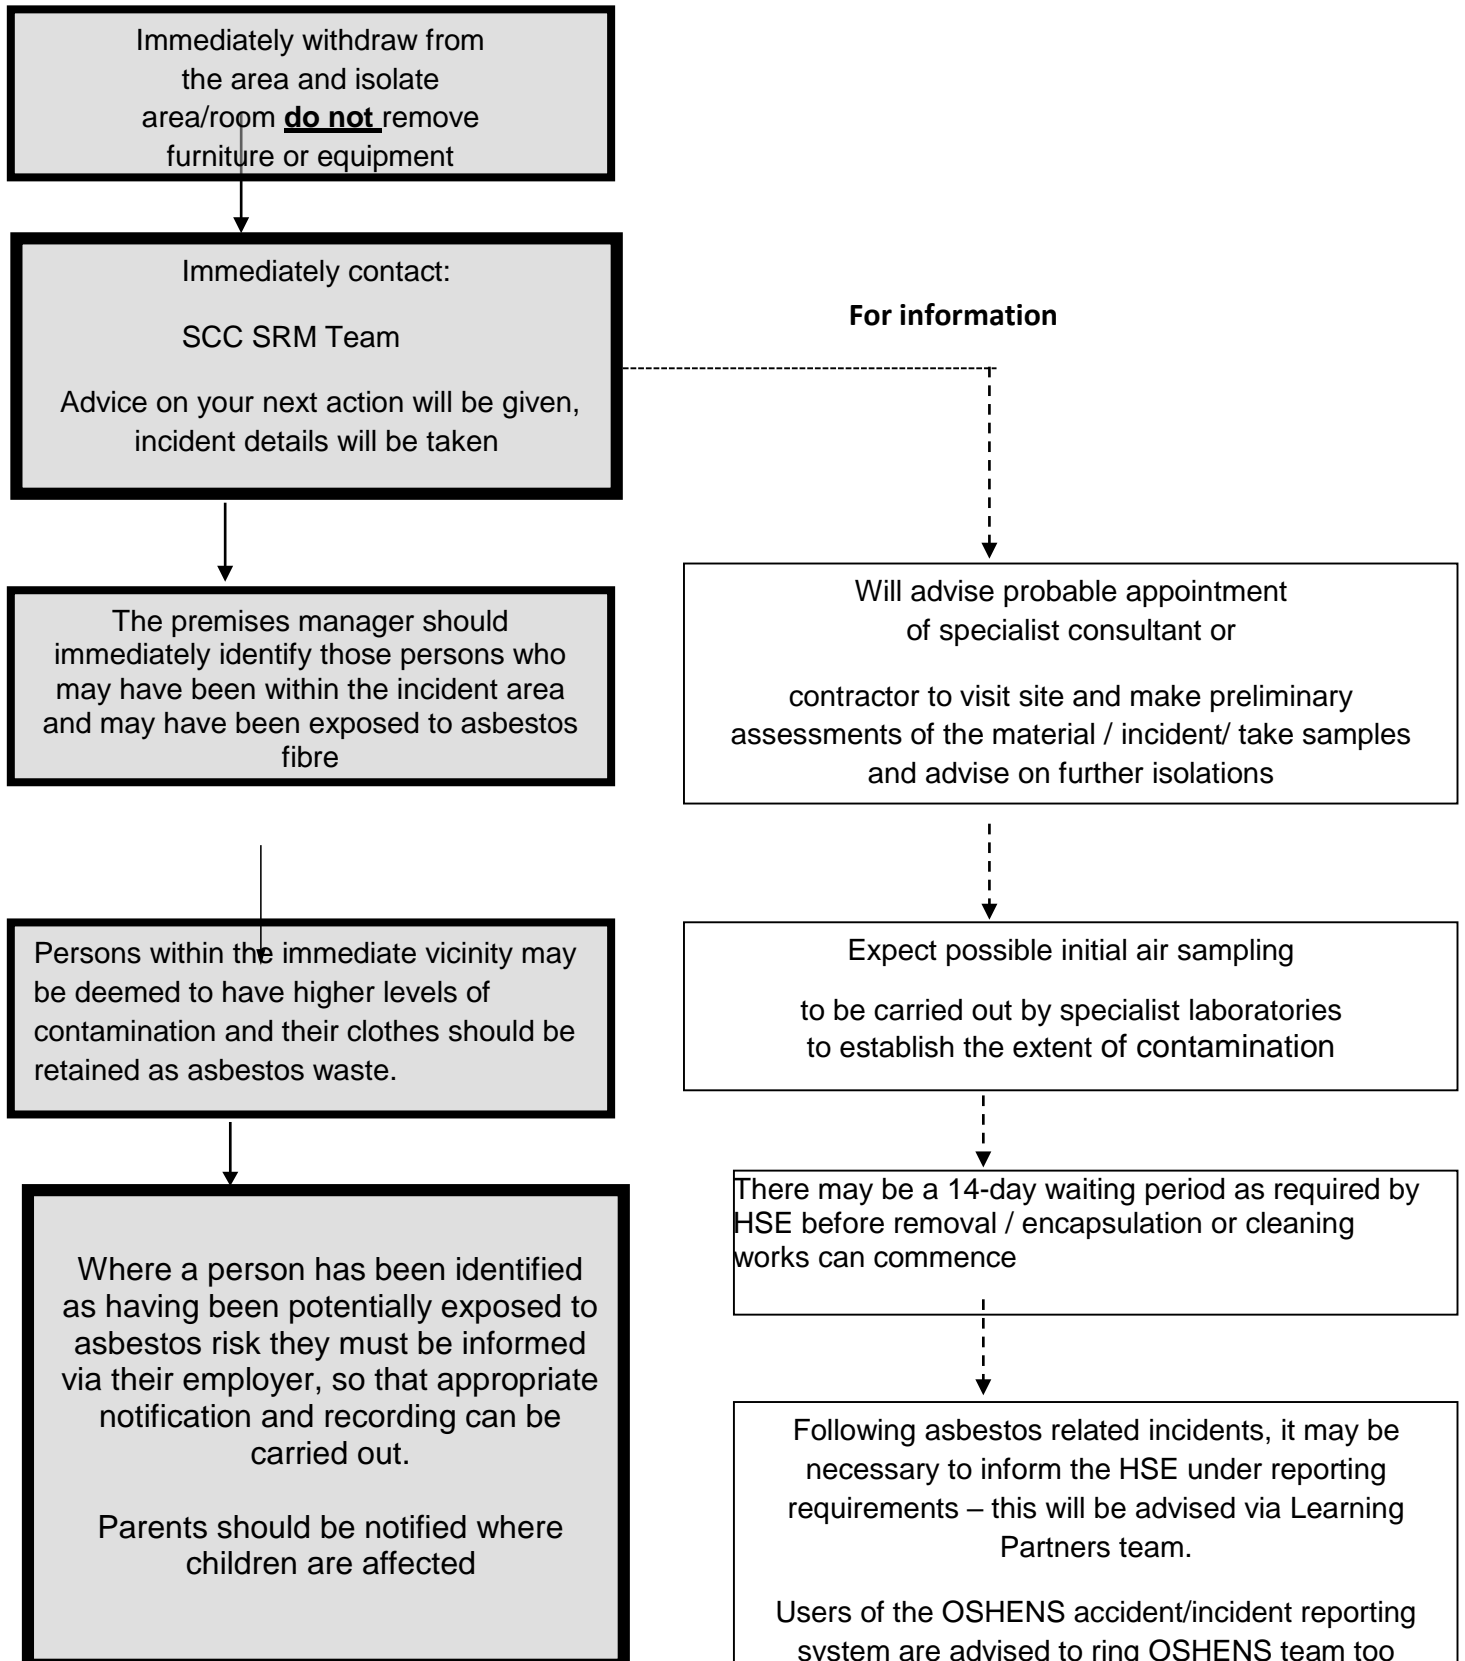 Immediately withdraw from
the area and isolate
area/room do not remove
furniture or equipment
Immediately contact:
SCC SRM Team
Advice on your next action will be given,
incident details will be taken
The premises manager should
immediately identify those persons who
may have been within the incident area
and may have been exposed to asbestos
fibre
Persons within the immediate vicinity may
be deemed to have higher levels of
contamination and their clothes should be
retained as asbestos waste.
Where a person has been identified
as having been potentially exposed to
asbestos risk they must be informed
via their employer, so that appropriate
notification and recording can be
carried out.
Parents should be notified where
children are affected
For information
Will advise probable appointment
of specialist consultant or
contractor to visit site and make preliminary
assessments of the material / incident/ take samples
and advise on further isolations
Expect possible initial air sampling
to be carried out by specialist laboratories
to establish the extent of contamination
There may be a 14-day waiting period as required by
HSE before removal / encapsulation or cleaning
works can commence
Following asbestos related incidents, it may be
necessary to inform the HSE under reporting
requirements – this will be advised via Learning
Partners team.
Users of the OSHENS accident/incident reporting
system are advised to ring OSHENS team too